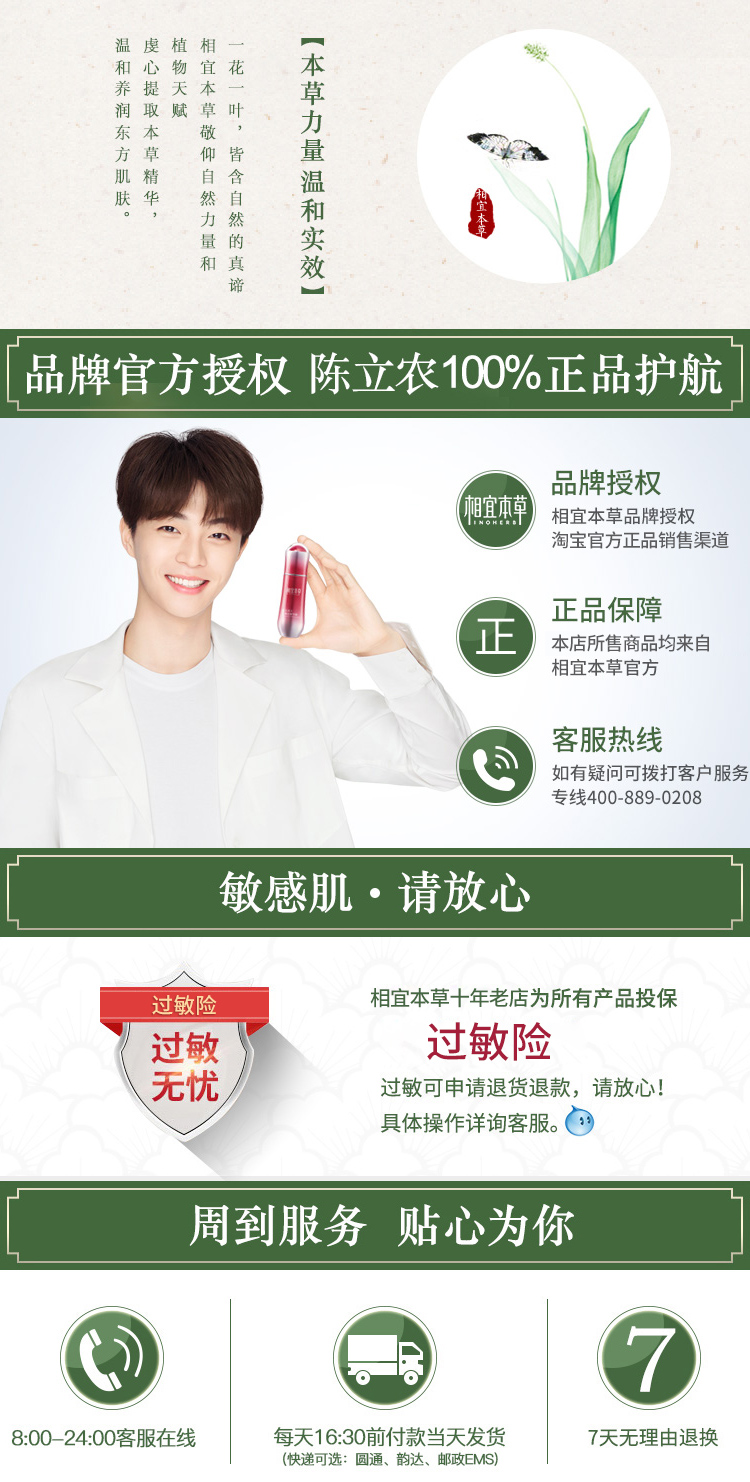 【本草力量 温和实效】
一花一叶，皆含自然的真谛
相宜本草敬仰自然力量和
植物天赋
虔心提取本草精华，
温和养润东方肌肤。
相宜本草
品牌官方授权 陈立农100%正品护航
相宜本草
INOHERB
品牌授权
相宜本草品牌授权
淘宝官方正品销售渠道
正
正品保障
本店所售商品均来自
相宜本草官方
客服热线
如有疑问可拨打客户服务
专线400-889-0208
敏感肌·请放心
过敏险
过敏
无忧
相宜本草十年老店为所有产品投保
过敏险
过敏可申请退货退款，请放心！
具体操作详询客服。
周到服务 贴心为你
8:00-24:00客服在线
每天16:30前付款当天发货
(快递可选：圆通、韵达、邮政EMS)
7
7天无理由退换